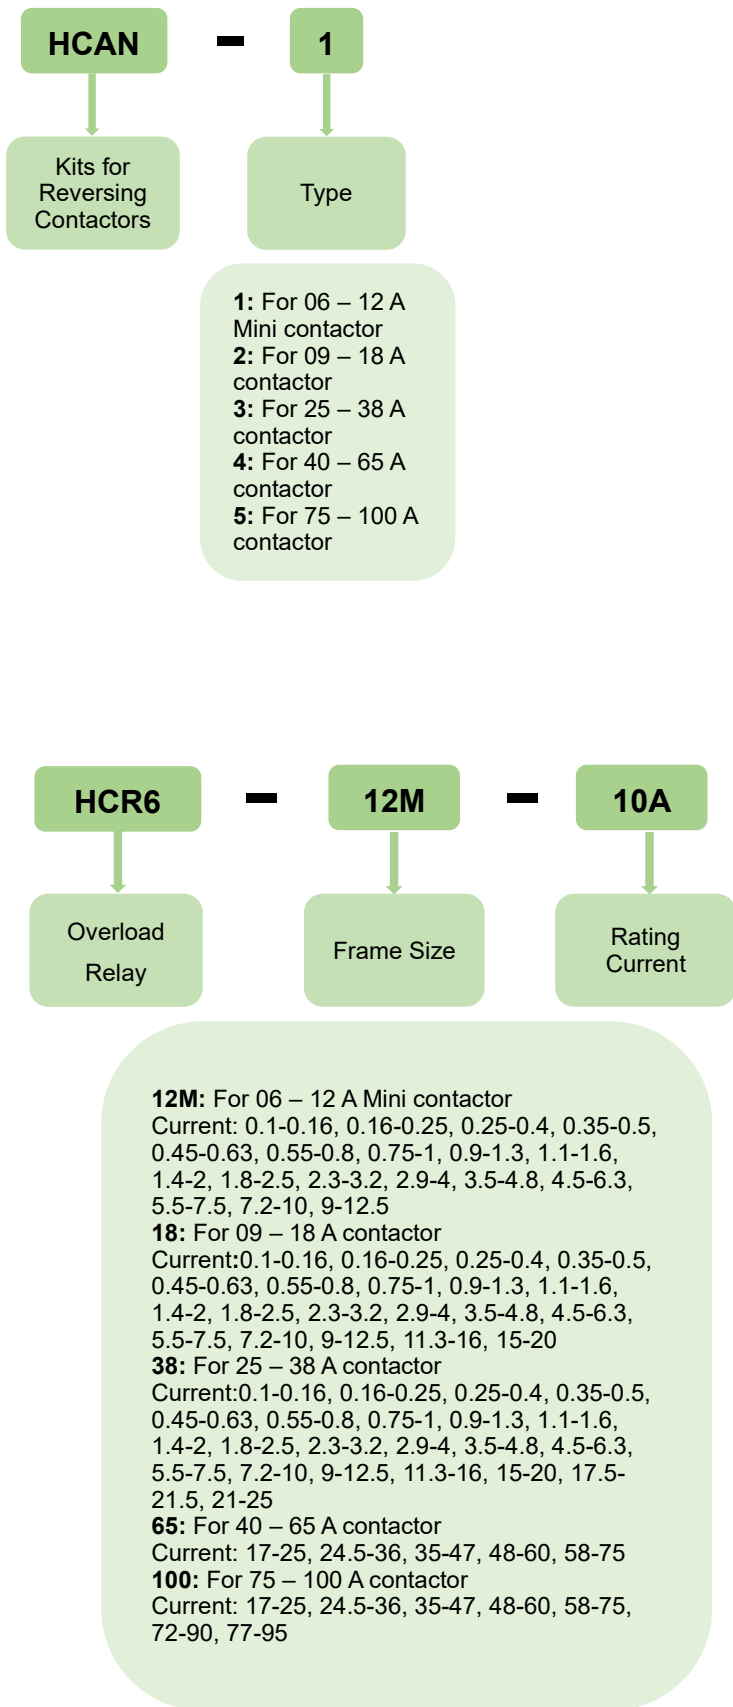 HCAN - 1
Kits for
Reversing
Contactors
Type
1: For 06 – 12 A
Mini contactor
2: For 09 – 18 A
contactor
3: For 25 – 38 A
contactor
4: For 40 – 65 A
contactor
5: For 75 – 100 A
contactor
HCR6 - 12M - 10A
Overload
Relay
Frame Size
Rating
Current
12M: For 06 – 12 A Mini contactor
Current: 0.1-0.16, 0.16-0.25, 0.25-0.4, 0.35-0.5,
0.45-0.63, 0.55-0.8, 0.75-1, 0.9-1.3, 1.1-1.6,
1.4-2, 1.8-2.5, 2.3-3.2, 2.9-4, 3.5-4.8, 4.5-6.3,
5.5-7.5, 7.2-10, 9-12.5
18: For 09 – 18 A contactor
Current:0.1-0.16, 0.16-0.25, 0.25-0.4, 0.35-0.5,
0.45-0.63, 0.55-0.8, 0.75-1, 0.9-1.3, 1.1-1.6,
1.4-2, 1.8-2.5, 2.3-3.2, 2.9-4, 3.5-4.8, 4.5-6.3,
5.5-7.5, 7.2-10, 9-12.5, 11.3-16, 15-20
38: For 25 – 38 A contactor
Current:0.1-0.16, 0.16-0.25, 0.25-0.4, 0.35-0.5,
0.45-0.63, 0.55-0.8, 0.75-1, 0.9-1.3, 1.1-1.6,
1.4-2, 1.8-2.5, 2.3-3.2, 2.9-4, 3.5-4.8, 4.5-6.3,
5.5-7.5, 7.2-10, 9-12.5, 11.3-16, 15-20, 17.5-
21.5, 21-25
65: For 40 – 65 A contactor
Current: 17-25, 24.5-36, 35-47, 48-60, 58-75
100: For 75 – 100 A contactor
Current: 17-25, 24.5-36, 35-47, 48-60, 58-75,
72-90, 77-95